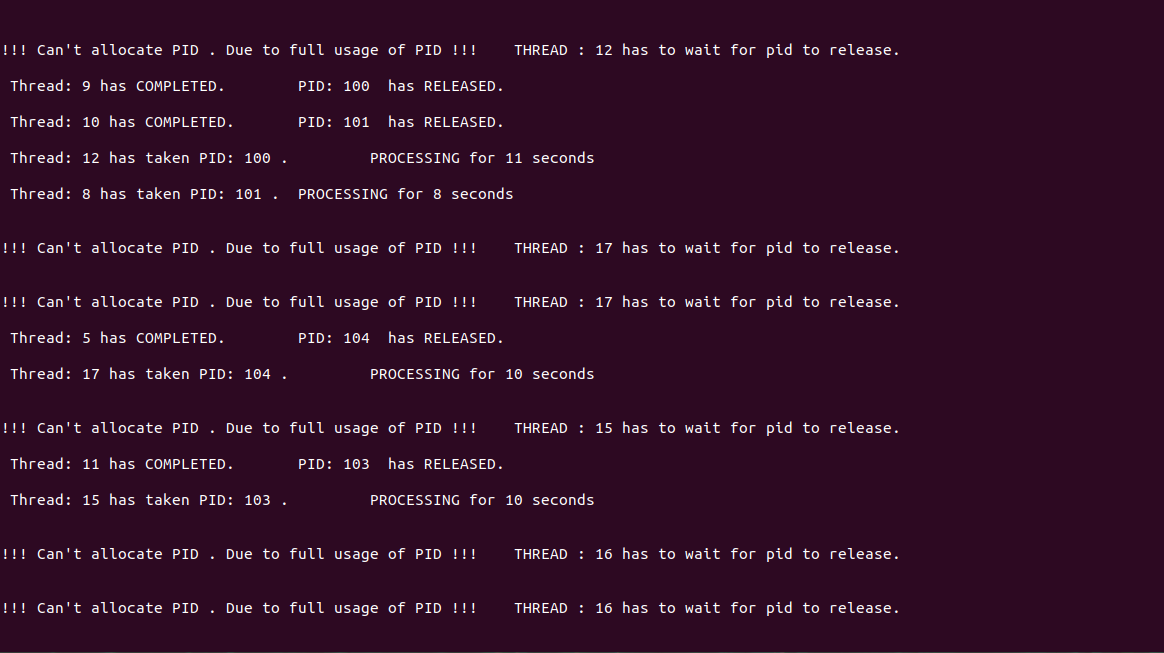 !!! Can't allocate PID . Due to full usage of PID !!!    THREAD : 12 has to wait for pid to release.
Thread: 9 has COMPLETED.        PID: 100  has RELEASED.
Thread: 10 has COMPLETED.       PID: 101  has RELEASED.
Thread: 12 has taken PID: 100 .         PROCESSING for 11 seconds
Thread: 8 has taken PID: 101 .  PROCESSING for 8 seconds
!!! Can't allocate PID . Due to full usage of PID !!!    THREAD : 17 has to wait for pid to release.
!!! Can't allocate PID . Due to full usage of PID !!!    THREAD : 17 has to wait for pid to release.
Thread: 5 has COMPLETED.        PID: 104  has RELEASED.
Thread: 17 has taken PID: 104 .         PROCESSING for 10 seconds
!!! Can't allocate PID . Due to full usage of PID !!!    THREAD : 15 has to wait for pid to release.
Thread: 11 has COMPLETED.       PID: 103  has RELEASED.
Thread: 15 has taken PID: 103 .         PROCESSING for 10 seconds
!!! Can't allocate PID . Due to full usage of PID !!!    THREAD : 16 has to wait for pid to release.
!!! Can't allocate PID . Due to full usage of PID !!!    THREAD : 16 has to wait for pid to release.